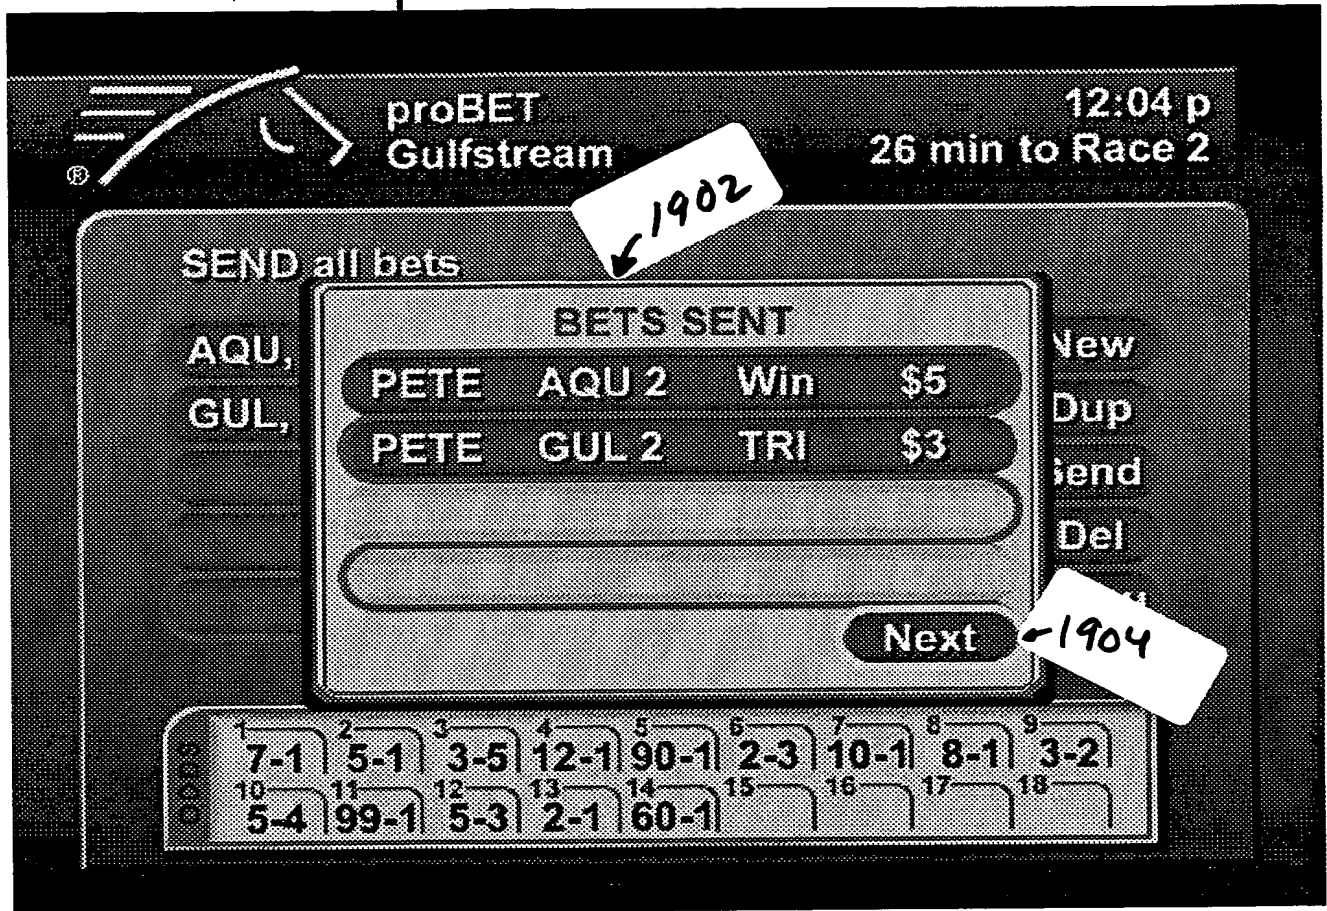 ®
proBET
Gulfstream
12:04 p
26 min to Race 2
1902
SEND all bets
BETS SENT
AQU,
PETE AQU 2 Win $5
New
GUL,
PETE GUL 2 TRI $3
Dup
Send
Del
Next
1904
ODDS
1 7-1 2 5-1 3 3-5 4 12-1 5 90-1 6 2-3 7 10-1 8 8-1 9 3-2
10 5-4 11 99-1 12 5-3 13 2-1 14 60-1 15 16 17 18